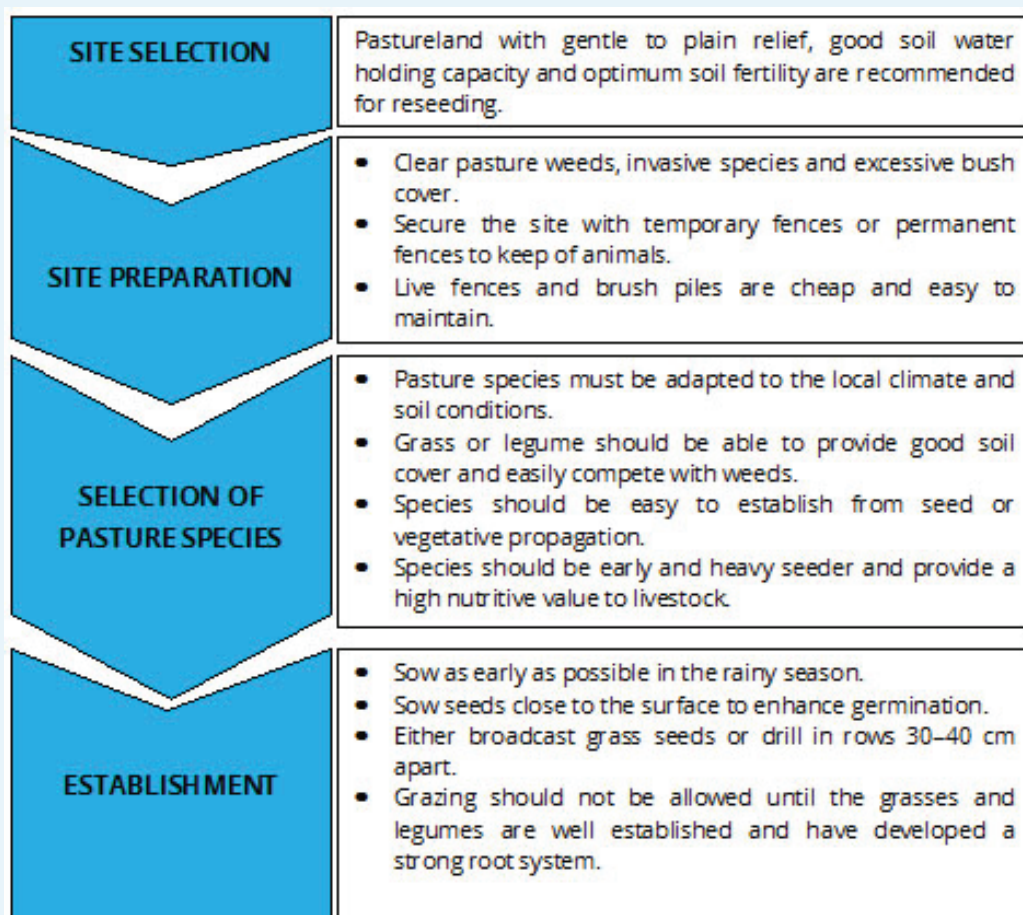 SITE SELECTION
Pastureland with gentle to plain relief, good soil water
holding capacity and optimum soil fertility are recommended
for reseeding.
SITE PREPARATION
• Clear pasture weeds, invasive species and excessive bush
cover.
• Secure the site with temporary fences or permanent
fences to keep of animals.
• Live fences and brush piles are cheap and easy to
maintain.
SELECTION OF
PASTURE SPECIES
• Pasture species must be adapted to the local climate and
soil conditions.
• Grass or legume should be able to provide good soil
cover and easily compete with weeds.
• Species should be easy to establish from seed or
vegetative propagation.
• Species should be early and heavy seeder and provide a
high nutritive value to livestock.
ESTABLISHMENT
• Sow as early as possible in the rainy season.
• Sow seeds close to the surface to enhance germination.
• Either broadcast grass seeds or drill in rows 30–40 cm
apart.
• Grazing should not be allowed until the grasses and
legumes are well established and have developed a
strong root system.